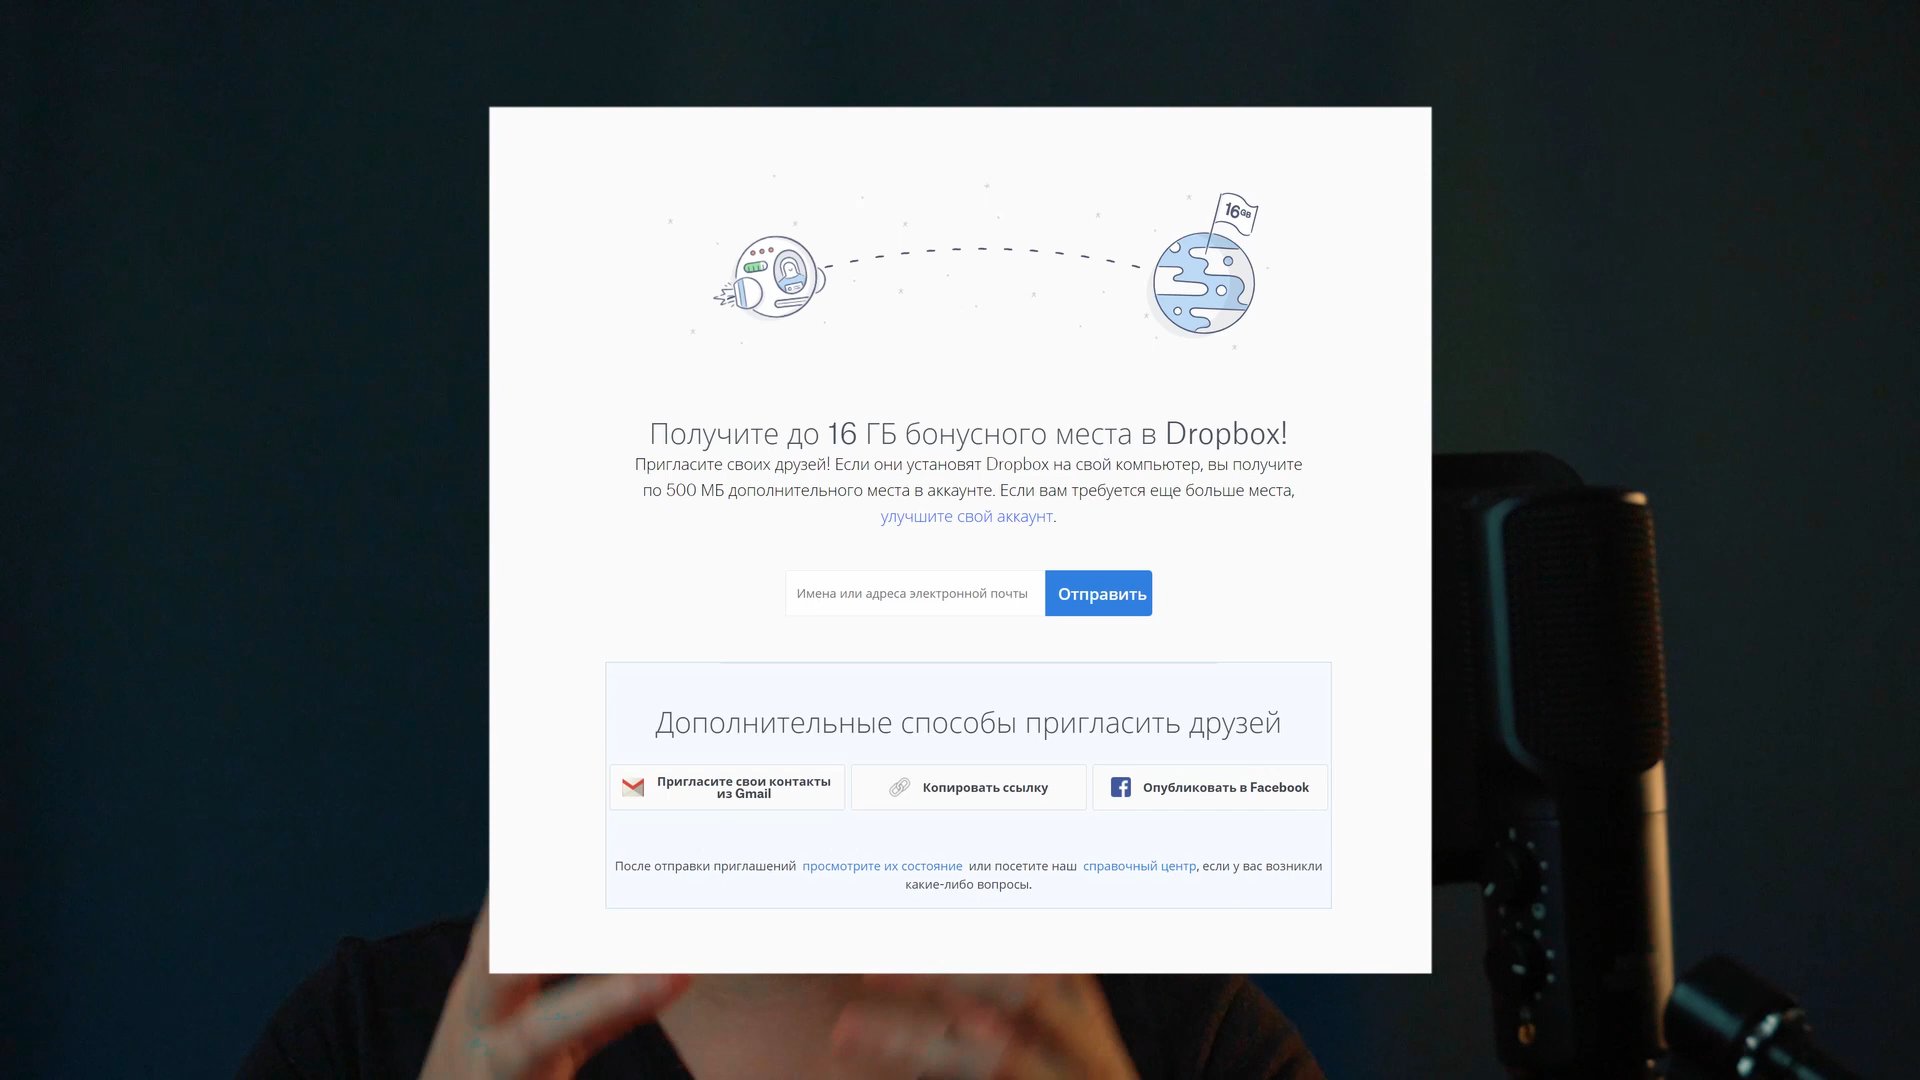 16GB
Получите до 16 ГБ бонусного места в Dropbox!
Пригласите своих друзей! Если они установят Dropbox на свой компьютер, вы получите
по 500 МБ дополнительного места в аккаунте. Если вам требуется еще больше места,
улучшите свой аккаунт.
Имена или адреса электронной почты
Отправить
Дополнительные способы пригласить друзей
Пригласите свои контакты
из Gmail
Копировать ссылку
Опубликовать в Facebook
После отправки приглашений просмотрите их состояние или посетите наш справочный центр, если у вас возникли
какие-либо вопросы.